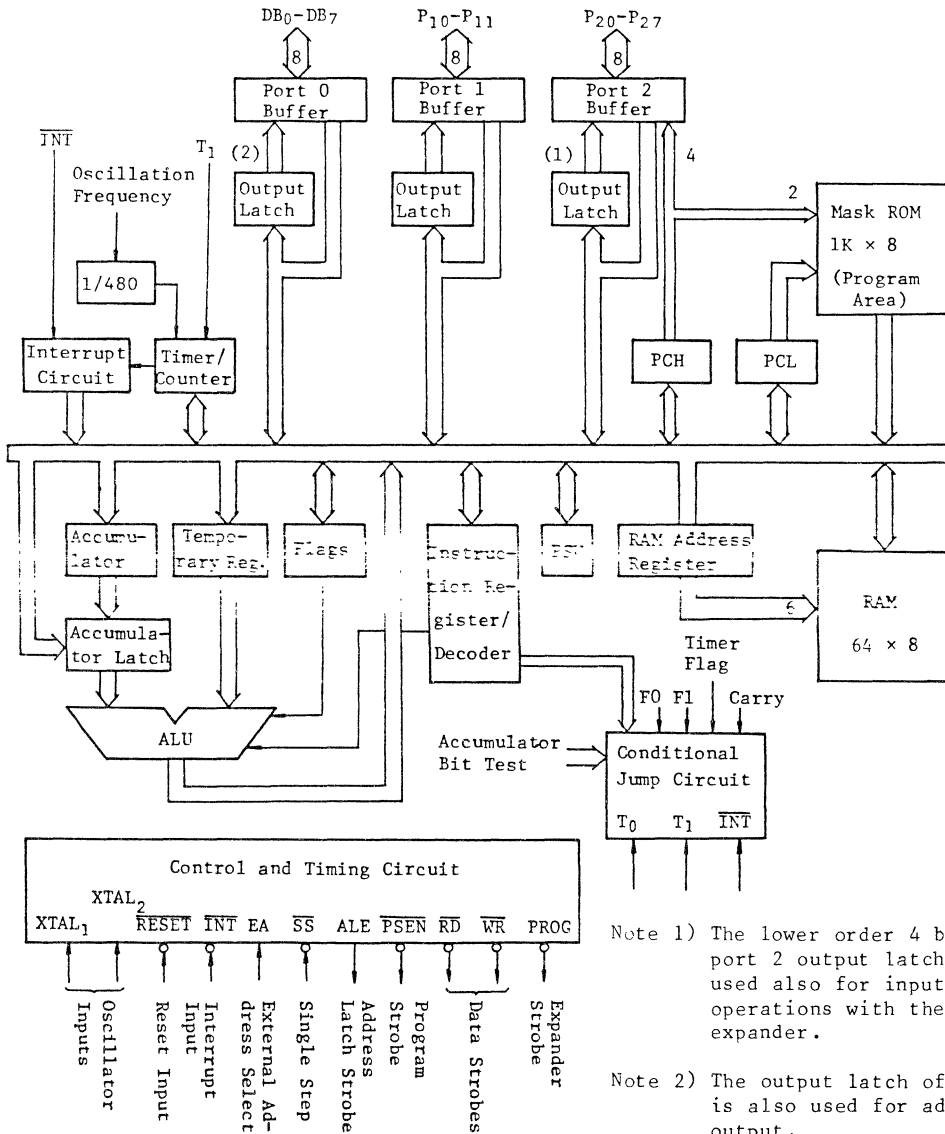 DB0-DB7
P10-P11
P20-P27
8
8
8
Port 0
Buffer
Port 1
Buffer
Port 2
Buffer
INT
T1
(2)
(1)
4
Oscillation
Frequency
Output
Latch
Output
Latch
Output
Latch
2
Mask ROM
1K × 8
(Program
Area)
1/480
Interrupt
Circuit
Timer/
Counter
PCH
PCL
Accumu-
lator
Tempo-
rary Reg.
Flags
Instruc-
tion Re-
gister/
Decoder
PSW
RAM Address
Register
6
RAM
64 × 8
Accumula-
tor Latch
Timer
Flag
F0 F1
Carry
ALU
Accumulator
Bit Test
Conditional
Jump Circuit
T0 T1 INT
Control and Timing Circuit
XTAL1
XTAL2
RESET INT EA SS ALE PSEN RD WR PROG
Oscillator
Inputs
Reset Input
Interrupt
Input
External Ad-
dress Select
Single Step
Address
Latch Strobe
Program
Strobe
Data Strobes
Expander
Strobe
Note 1) The lower order 4 b
port 2 output latch
used also for input
operations with the
expander.
Note 2) The output latch of
is also used for ad
output.